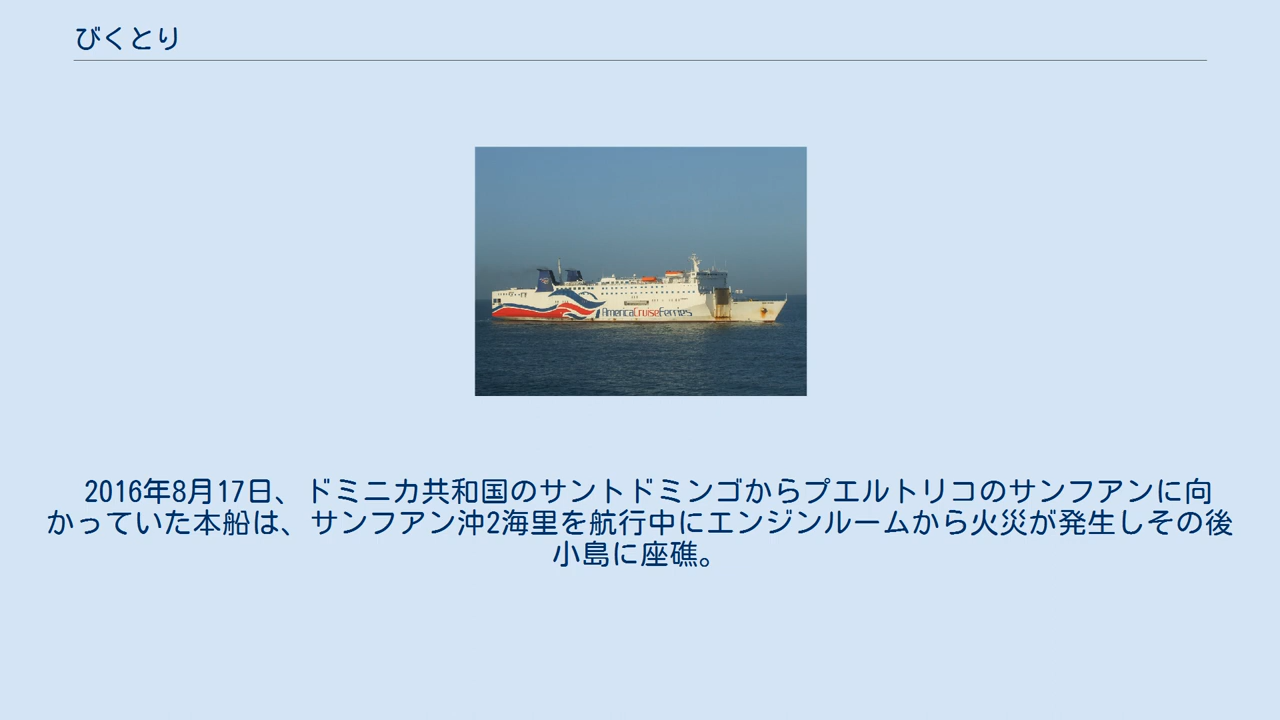 びくとり
AmericaCruiseFerries
2016年8月17日、ドミニカ共和国のサントドミンゴからプエルトリコのサンフアンに向
かっていた本船は、サンフアン沖2海里を航行中にエンジンルームから火災が発生しその後
小島に座礁。